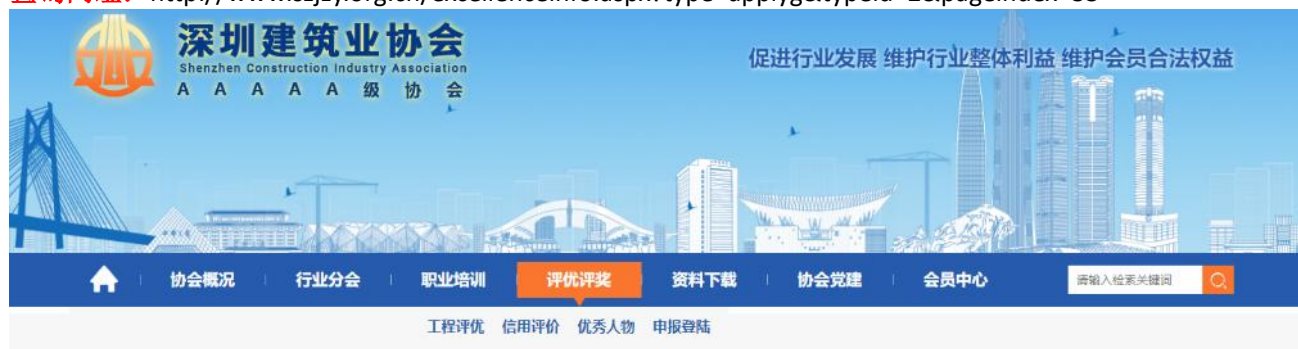 深圳建筑业协会
Shenzhen Construction Industry Association
A A A A A 级 协 会
促进行业发展 维护行业整体利益 维护会员合法权益
协会概况 行业分会 职业培训 评优评奖 资料下载 协会党建 会员中心 请输入检索关键词
工程评优 信用评价 优秀人物 申报登陆